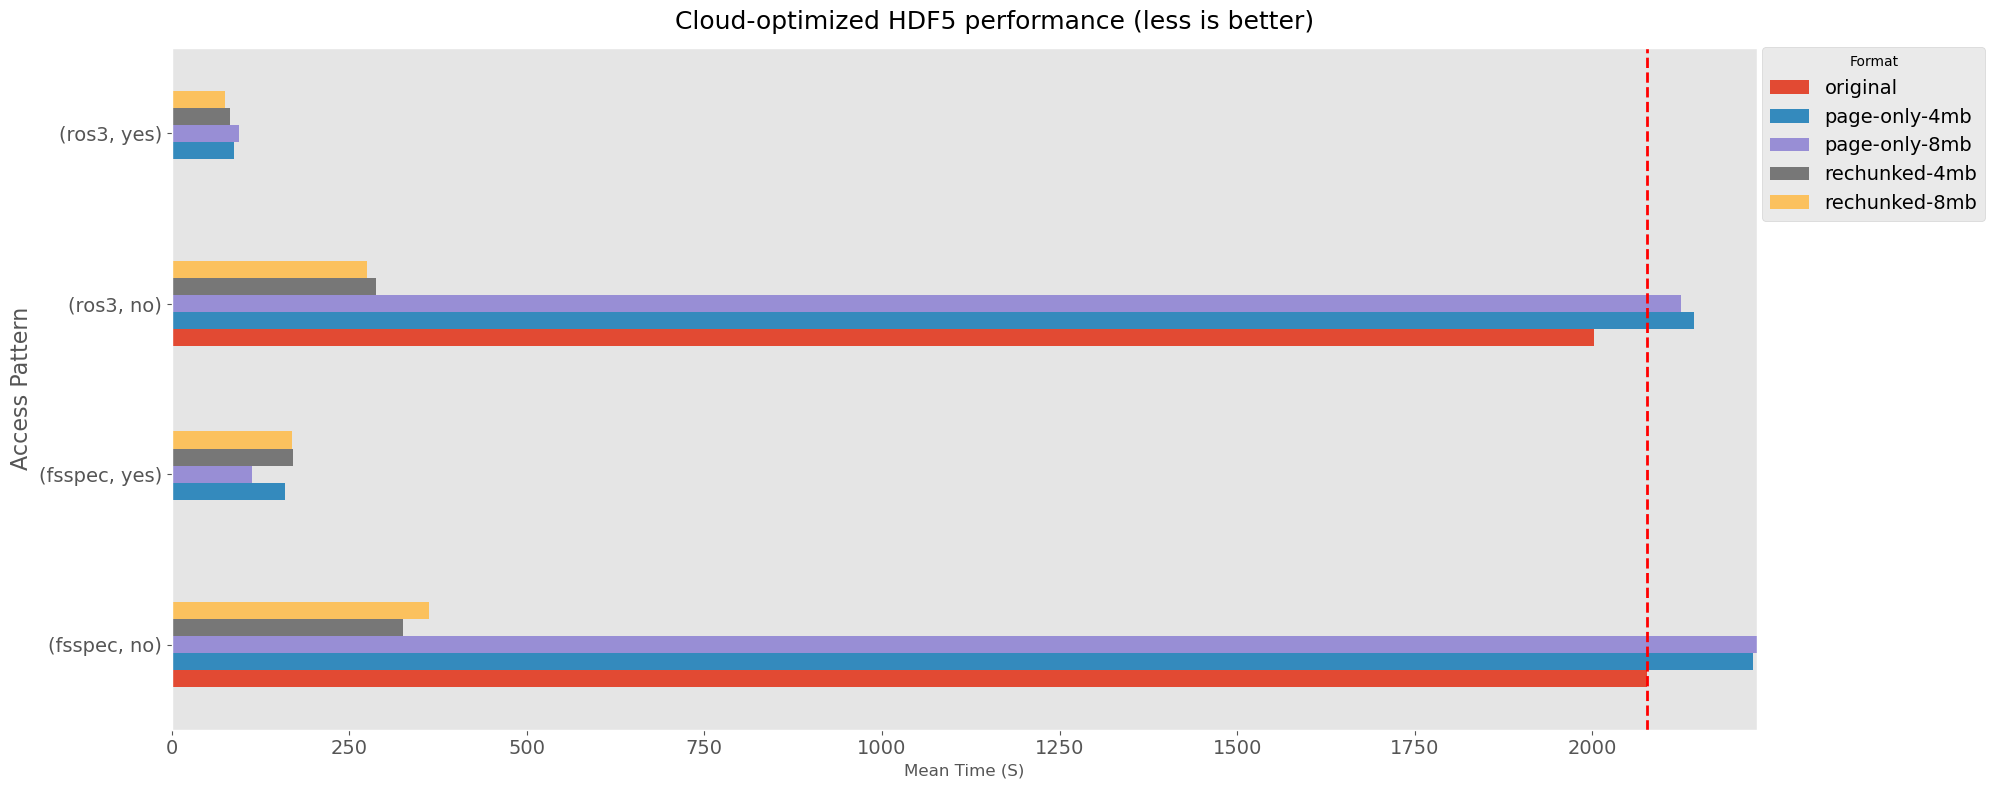 Cloud-optimized HDF5 performance (less is better)
Format
original
page-only-4mb
page-only-8mb
rechunked-4mb
rechunked-8mb
Access Pattern
(ros3, yes)
(ros3, no)
(fsspec, yes)
(fsspec, no)
0 250 500 750 1000 1250 1500 1750 2000
Mean Time (S)